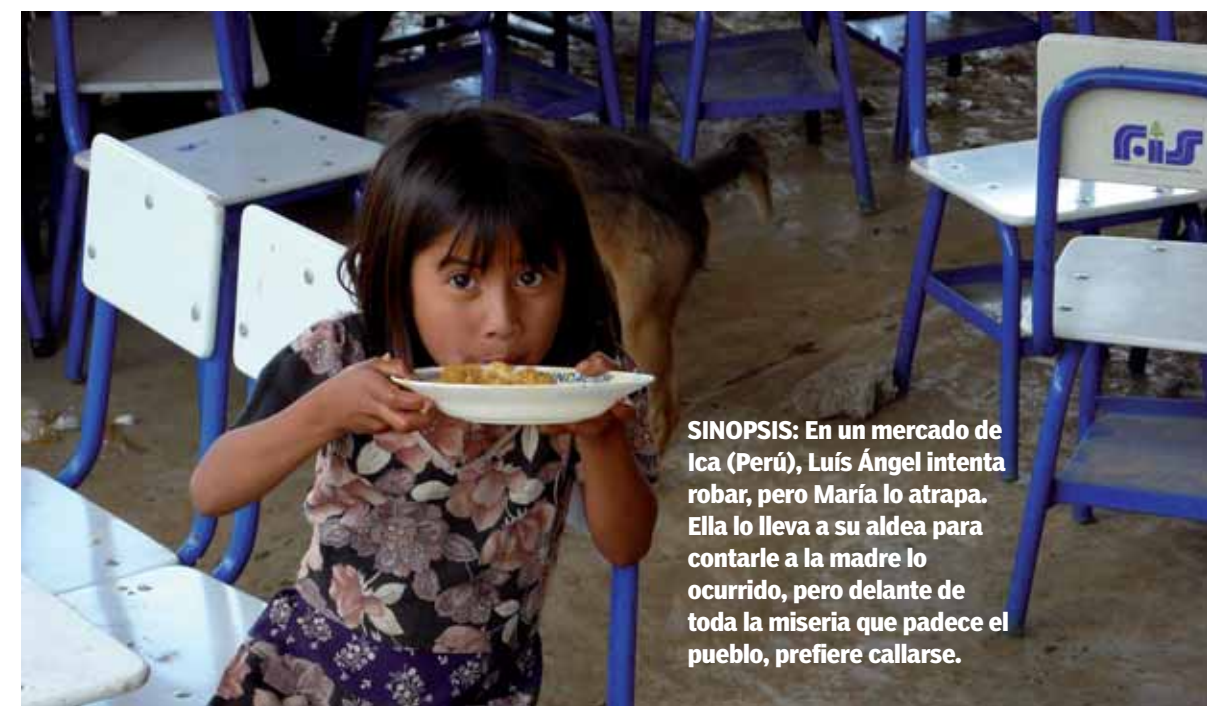 FIS
SINOPSIS: En un mercado de
Ica (Perú), Luís Ángel intenta
robar, pero María lo atrapa.
Ella lo lleva a su aldea para
contarle a la madre lo
ocurrido, pero delante de
toda la miseria que padece el
pueblo, prefiere callarse.